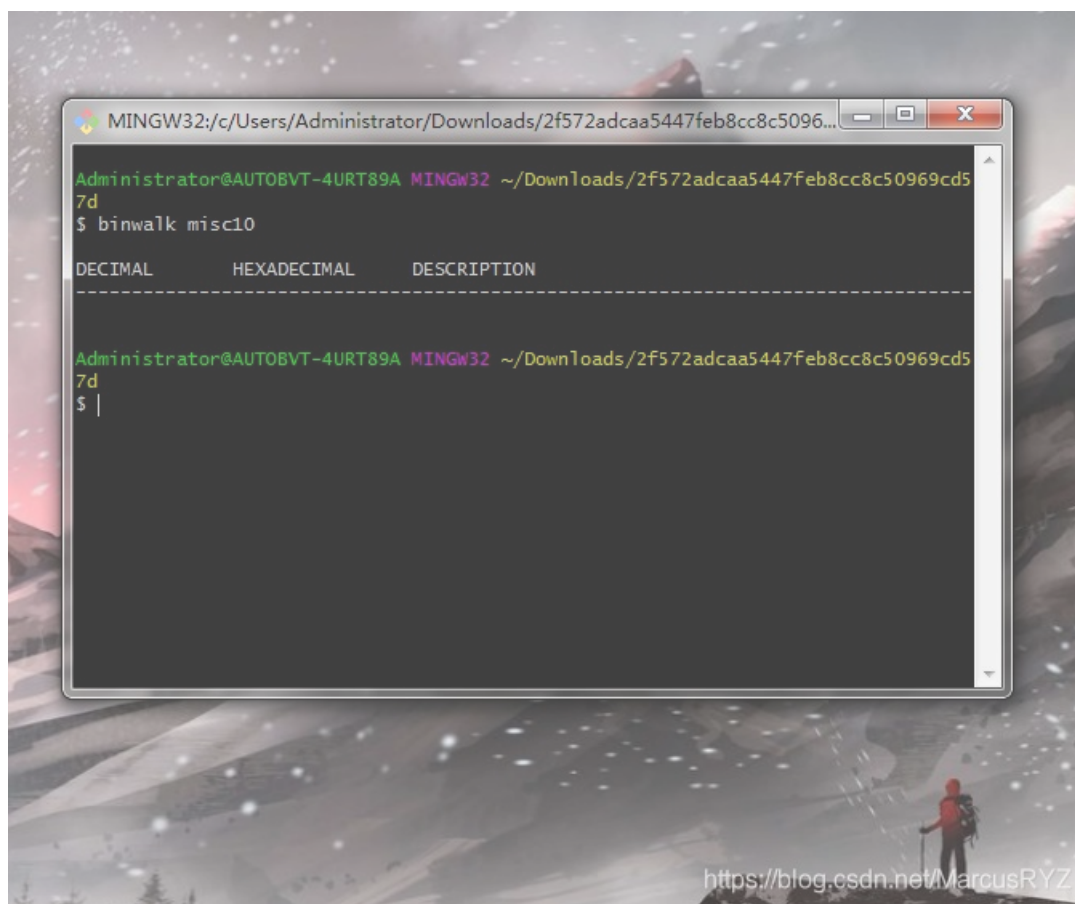 MINGW32:/c/Users/Administrator/Downloads/2f572adcaa5447feb8cc8c5096...
Administrator@AUTOBVT-4URT89A MINGW32 ~/Downloads/2f572adcaa5447feb8cc8c50969cd5
7d
$ binwalk misc10
DECIMAL       HEXADECIMAL     DESCRIPTION
--------------------------------------------------------------------------------
Administrator@AUTOBVT-4URT89A MINGW32 ~/Downloads/2f572adcaa5447feb8cc8c50969cd5
7d
$
https://blog.csdn.net/MarcusRYZ